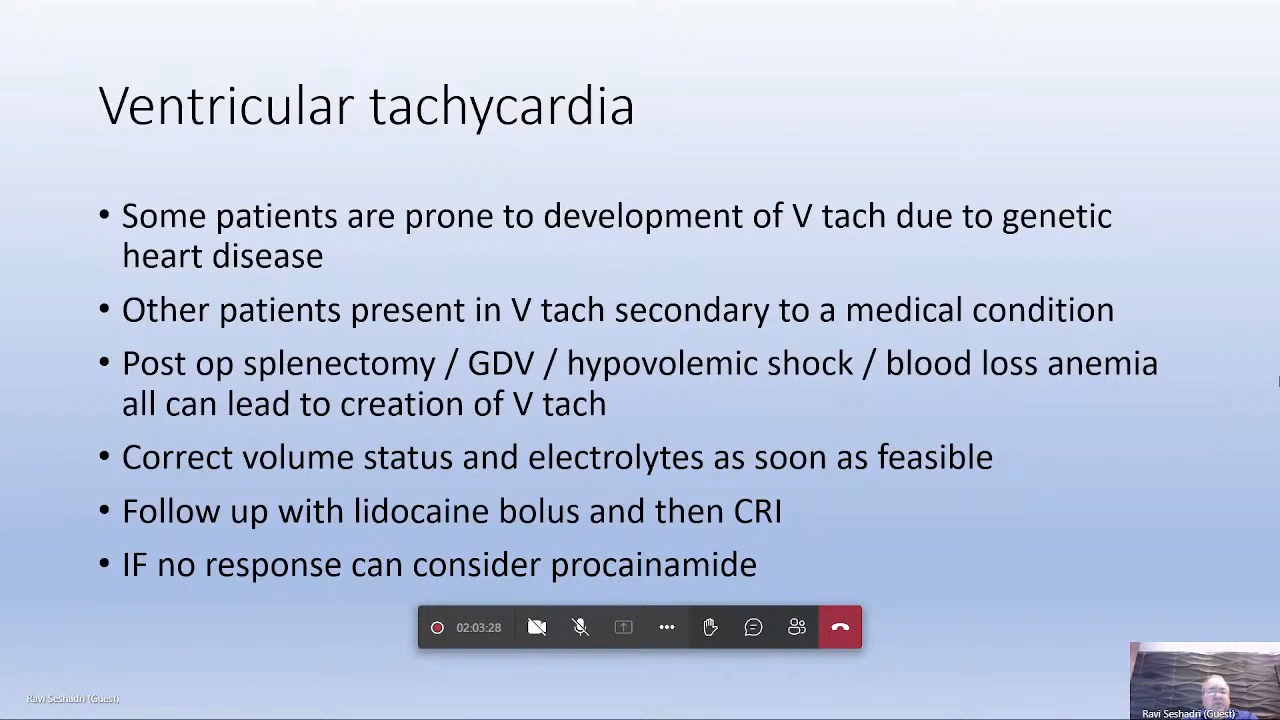 Ventricular tachycardia
• Some patients are prone to development of V tach due to genetic
heart disease
• Other patients present in V tach secondary to a medical condition
• Post op splenectomy / GDV / hypovolemic shock / blood loss anemia
all can lead to creation of V tach
• Correct volume status and electrolytes as soon as feasible
• Follow up with lidocaine bolus and then CRI
• IF no response can consider procainamide
02:03:28
Ravi Seshadri (Guest)
Ravi Seshadri (Guest)